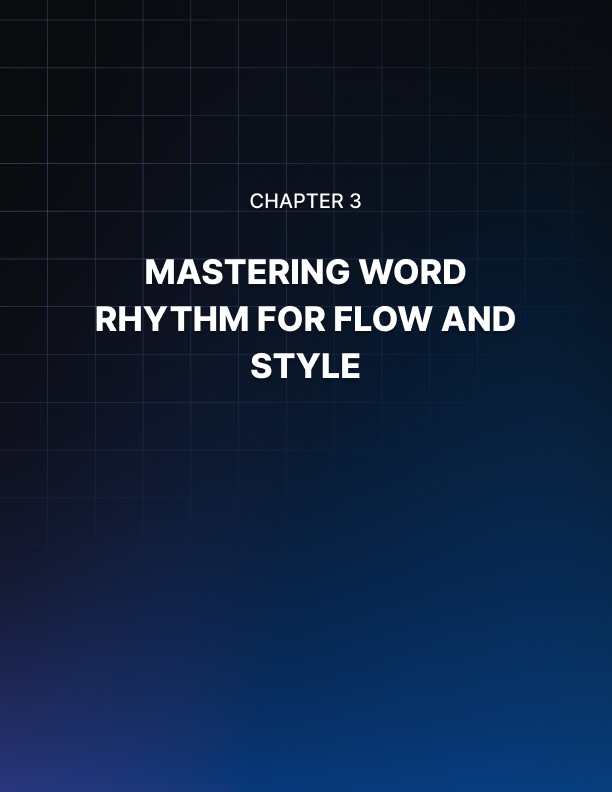 CHAPTER 3
MASTERING WORD
RHYTHM FOR FLOW AND
STYLE